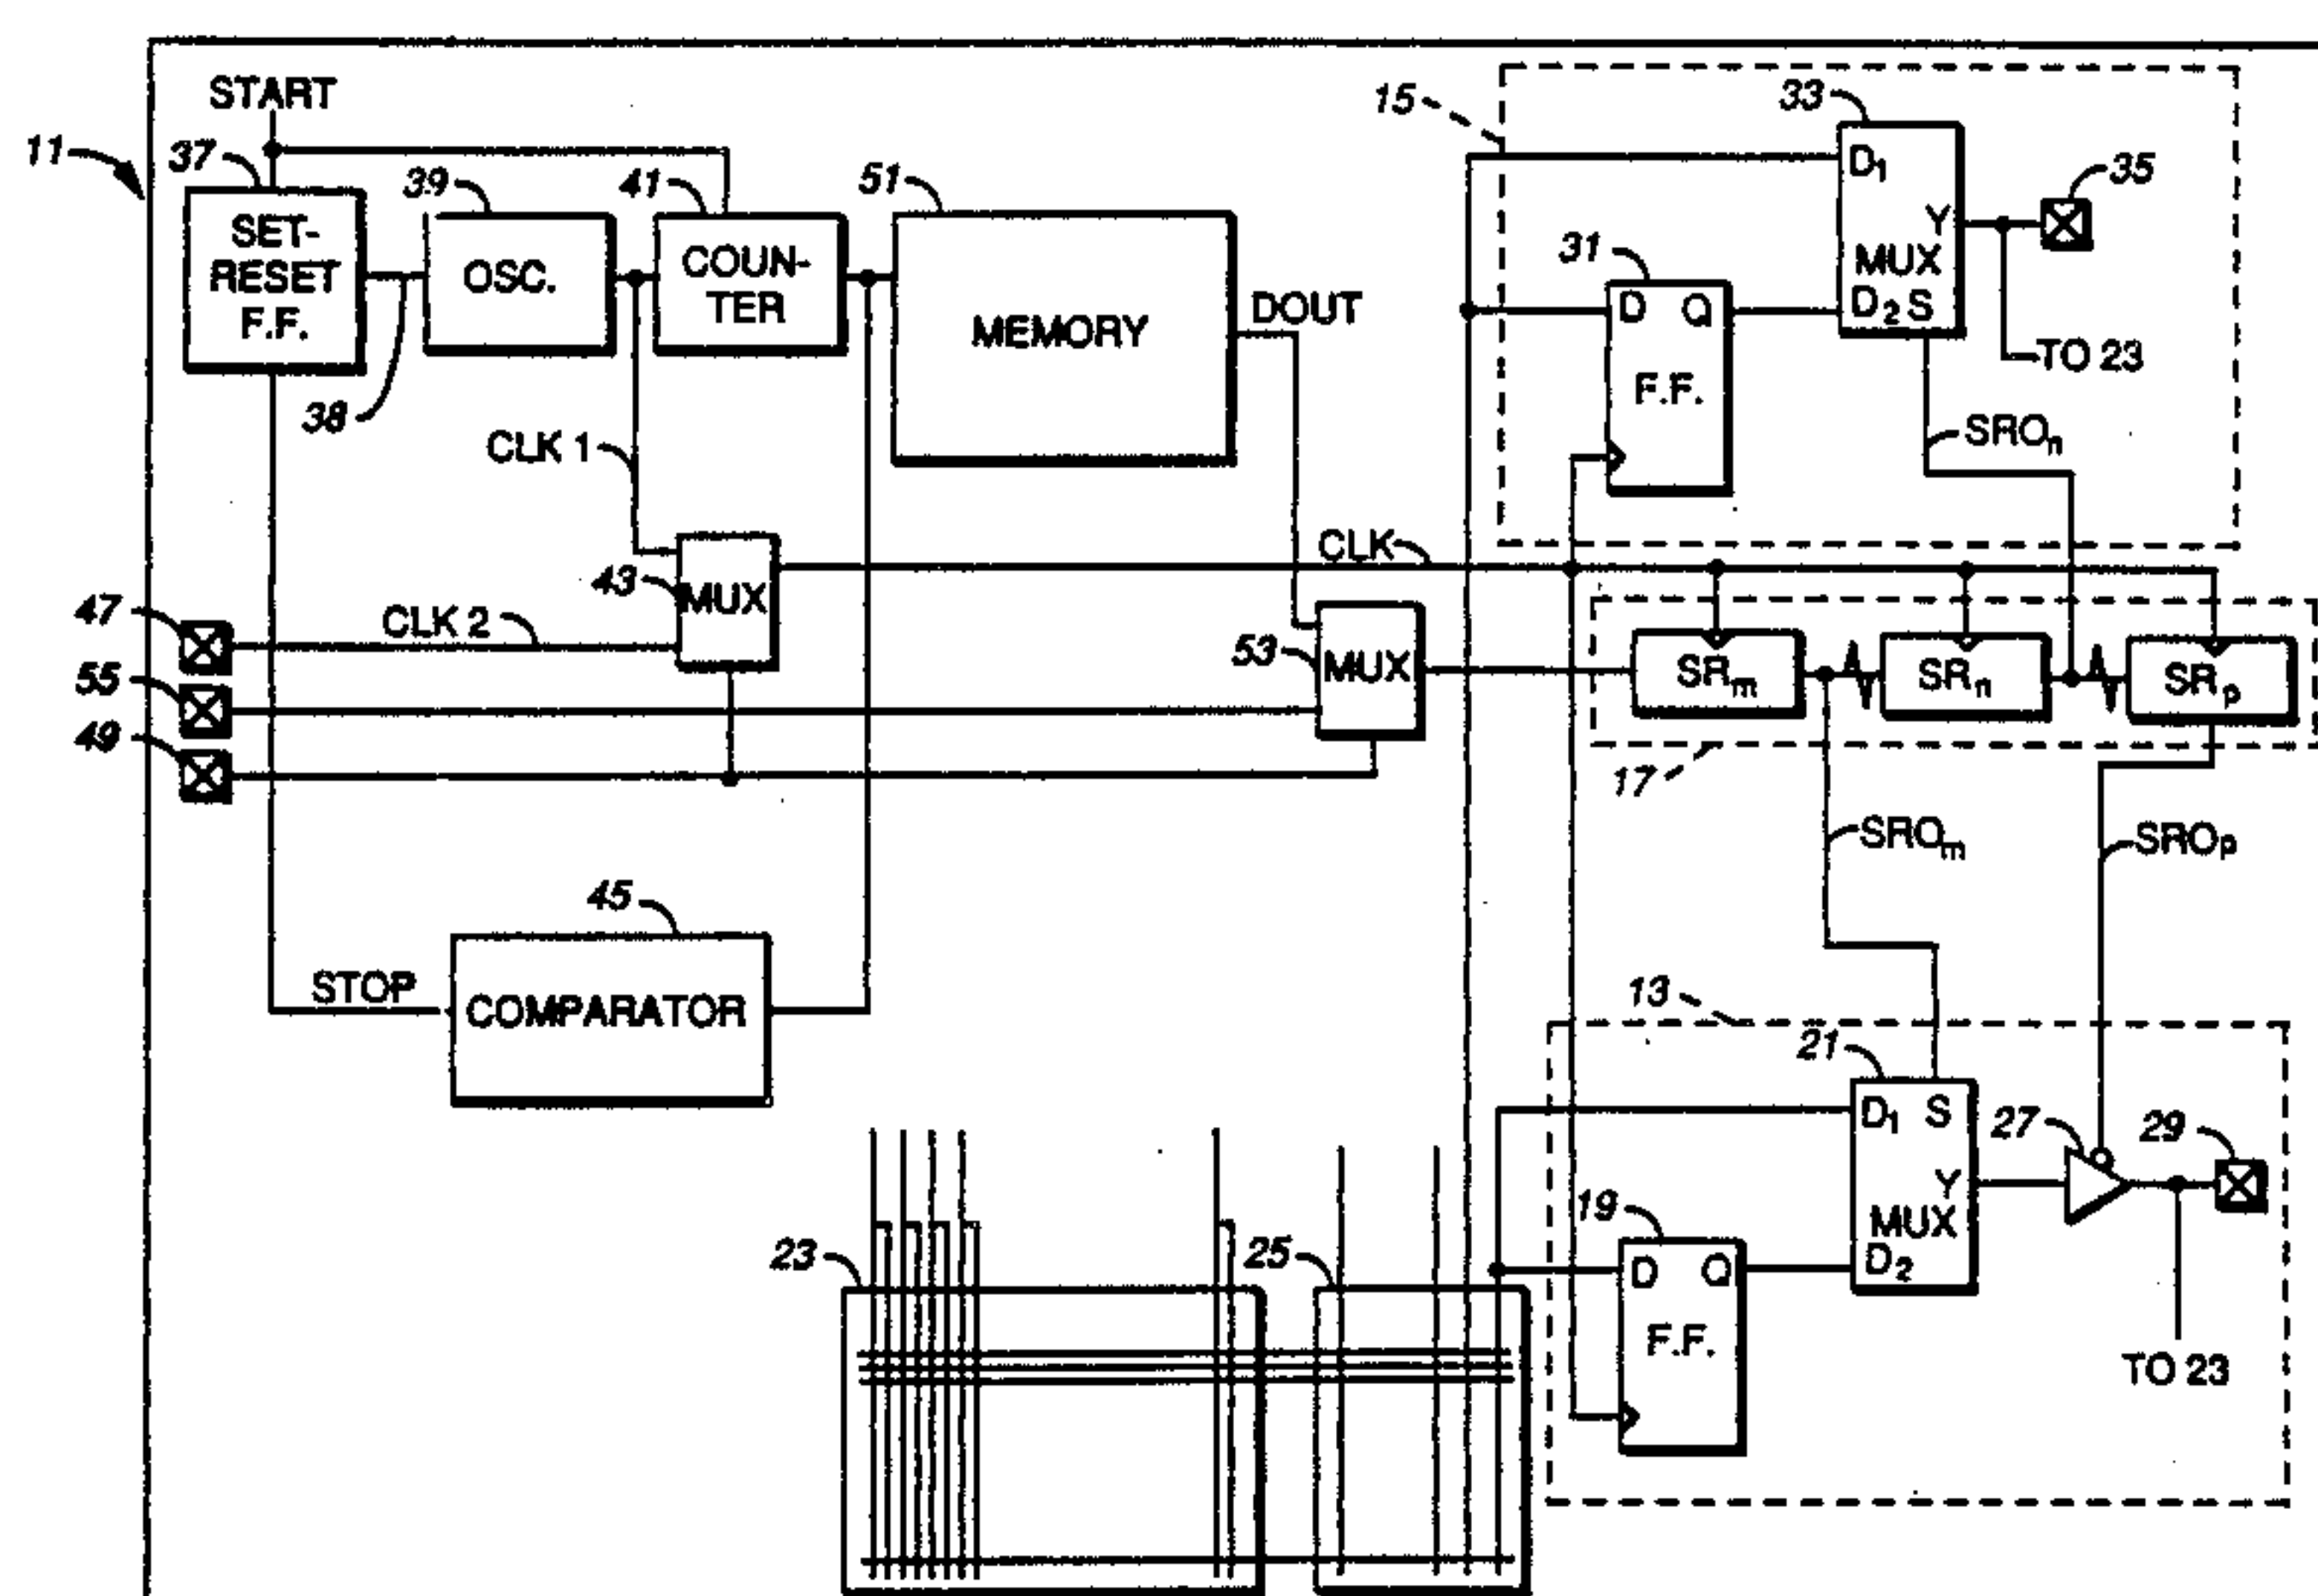 START
11
37
SET-
RESET
F.F.
38
39
OSC.
41
COUN-
TER
51
MEMORY
DOUT
CLK 1
43
MUX
47
CLK 2
55
49
53
MUX
CLK
45
STOP
COMPARATOR
15
33
D1
Y
MUX
D2 S
35
TO 23
31
D Q
F.F.
SROn
SRm
SRn
SRp
17
SROm
SROp
13
21
D1 S
Y
MUX
D2
27
29
19
D Q
F.F.
TO 23
23
25